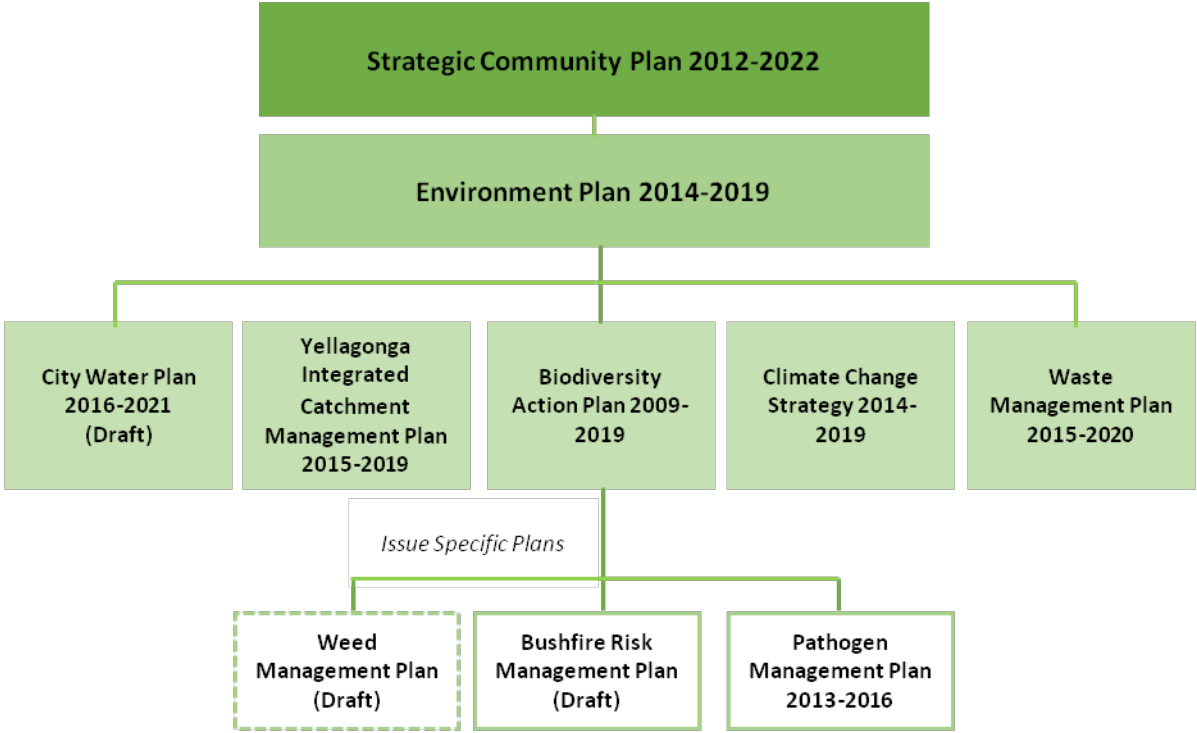 Strategic Community Plan 2012-2022
Environment Plan 2014-2019
City Water Plan
2016-2021
(Draft)
Yellagonga
Integrated
Catchment
Management Plan
2015-2019
Biodiversity
Action Plan 2009-
2019
Climate Change
Strategy 2014-
2019
Waste
Management Plan
2015-2020
Issue Specific Plans
Weed
Management Plan
(Draft)
Bushfire Risk
Management Plan
(Draft)
Pathogen
Management Plan
2013-2016